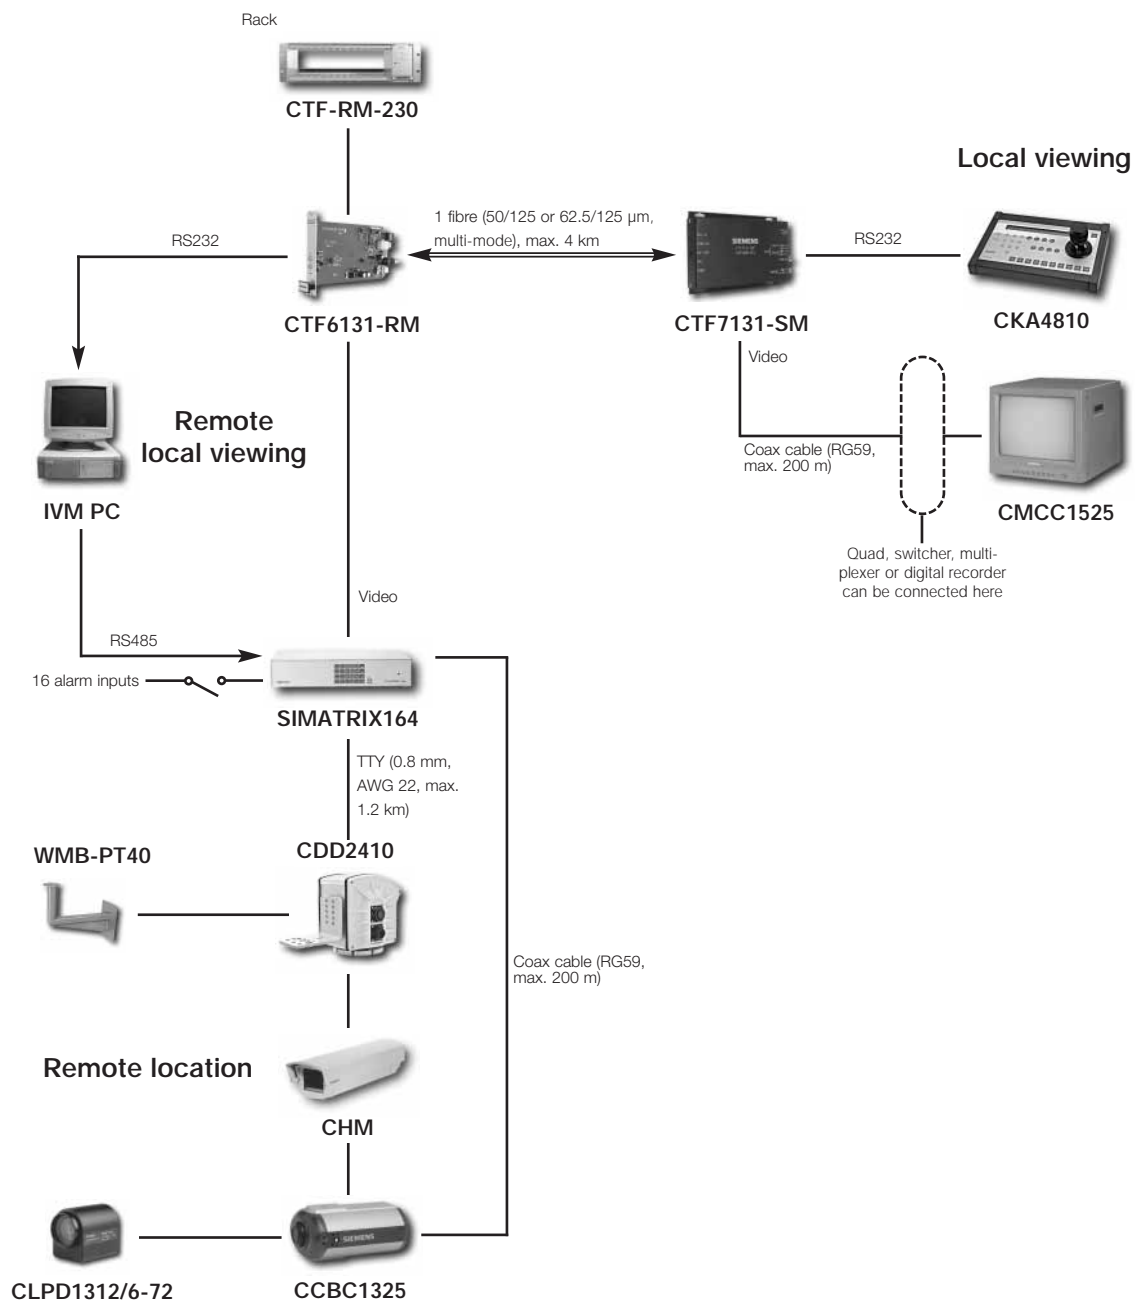 Rack
CTF-RM-230
Local viewing
1 fibre (50/125 or 62.5/125 µm,
multi-mode), max. 4 km
RS232
SIEMENS
RS232
CTF6131-RM
CTF7131-SM
CKA4810
Video
Remote
local viewing
Coax cable (RG59,
max. 200 m)
IVM PC
CMCC1525
Quad, switcher, multi-
plexer or digital recorder
can be connected here
Video
RS485
16 alarm inputs
SIMATRIX164
TTY (0.8 mm,
AWG 22, max.
1.2 km)
WMB-PT40
CDD2410
Coax cable (RG59,
max. 200 m)
Remote location
CHM
SIEMENS
CLPD1312/6-72
CCBC1325